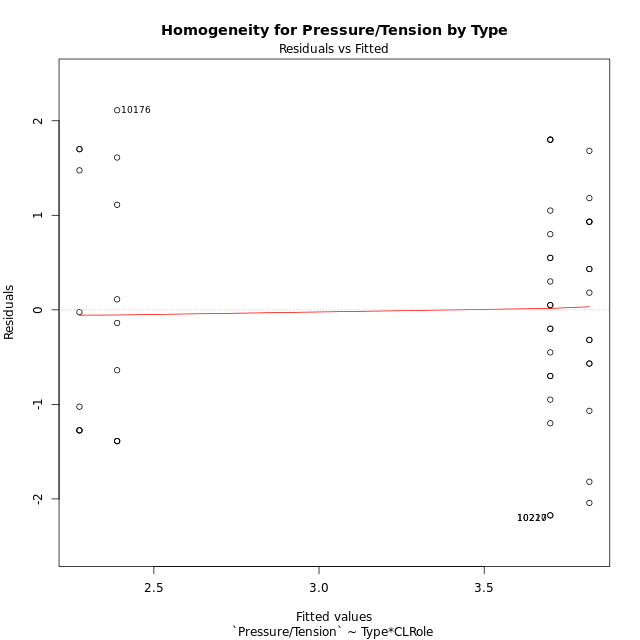 Homogeneity for Pressure/Tension by Type
Residuals vs Fitted
10176
2
1
0
-1
-2
Residuals
2.5 3.0 3.5
Fitted values
`Pressure/Tension` ~ Type*CLRole